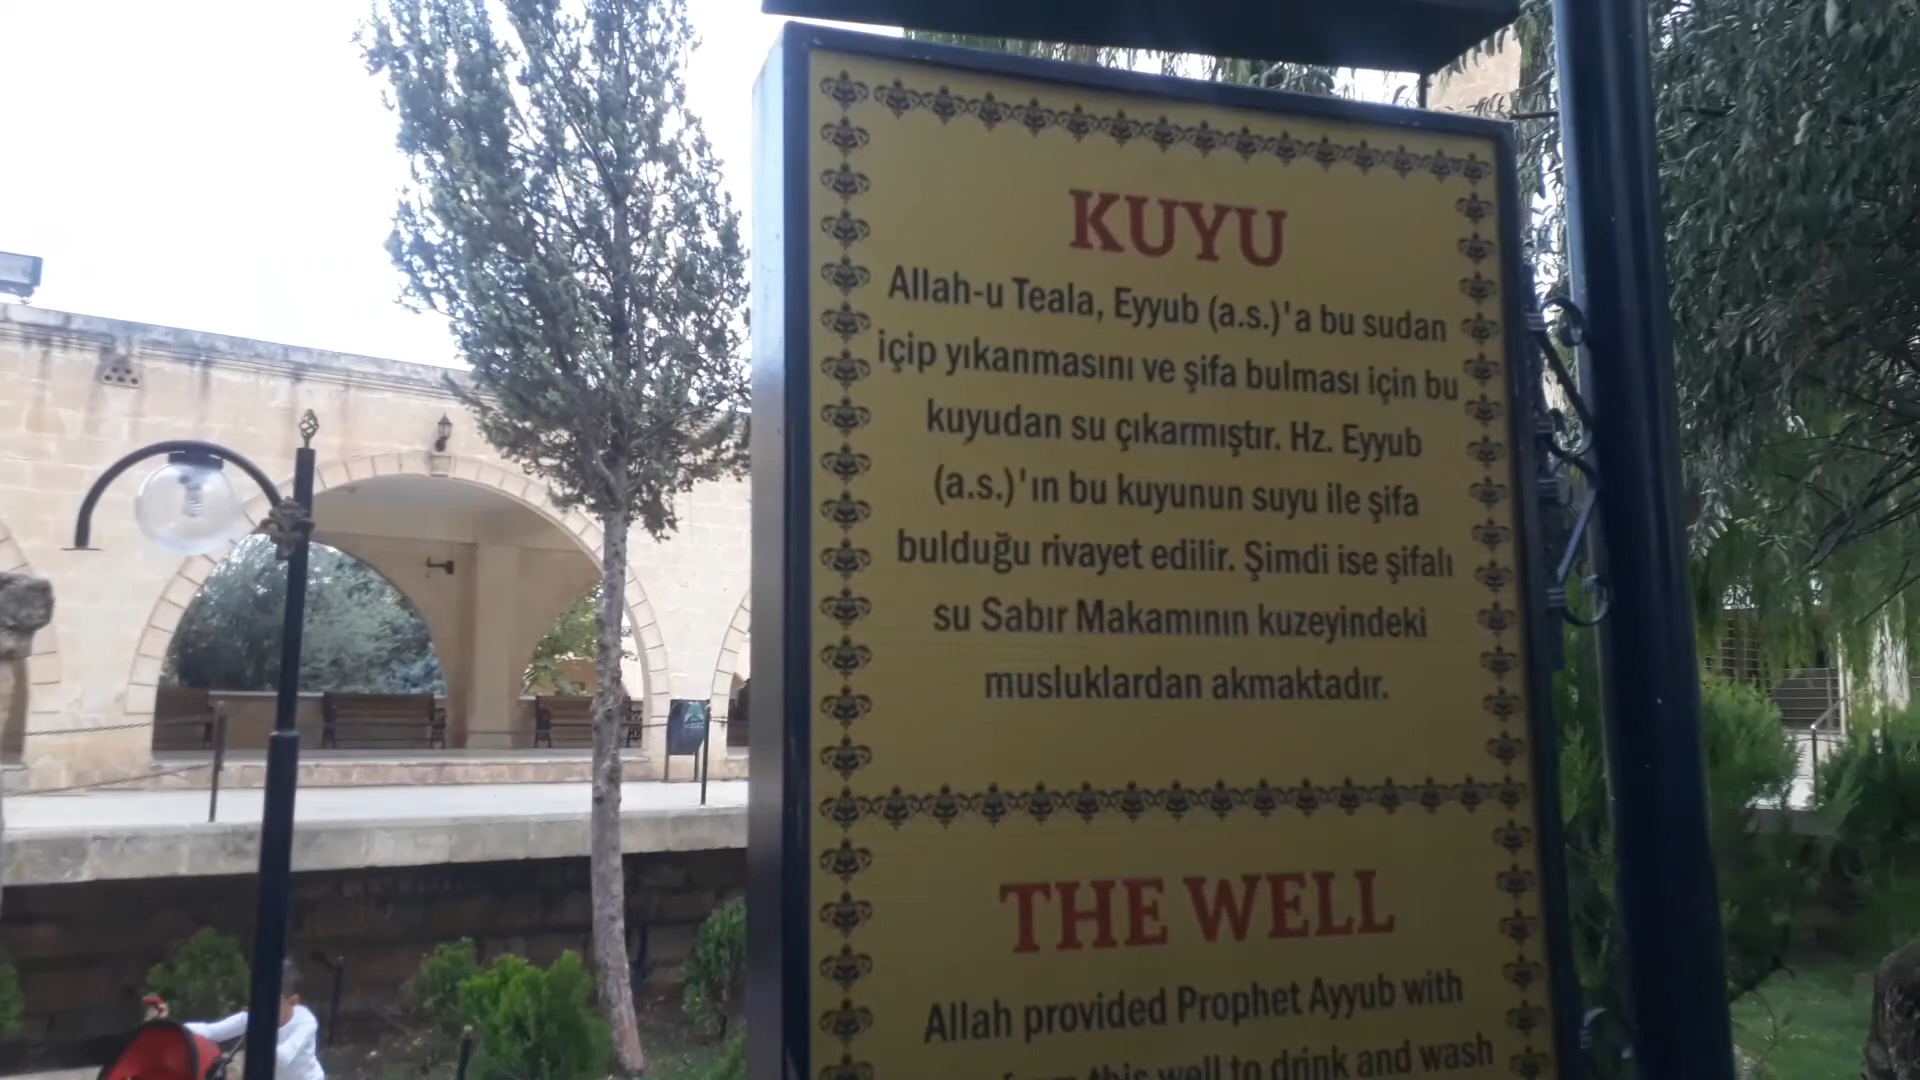 KUYU
Allah-u Teala, Eyyub (a.s.)'a bu sudan
içip yıkanmasını ve şifa bulması için bu
kuyudan su çıkarmıştır. Hz. Eyyub
(a.s.)'ın bu kuyunun suyu ile şifa
bulduğu rivayet edilir. Şimdi ise şifalı
su Sabır Makamının kuzeyindeki
musluklardan akmaktadır.
THE WELL
Allah provided Prophet Ayyub with
from this well to drink and wash